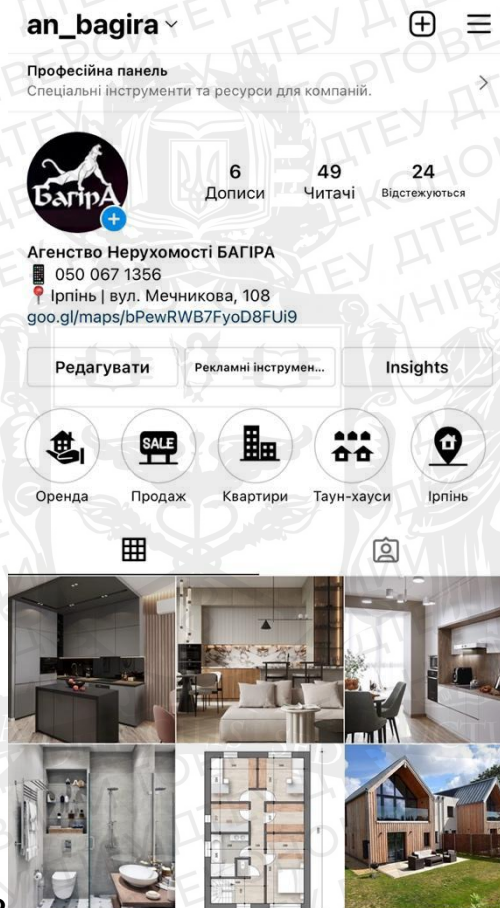 an_bagira
Професійна панель
Спеціальні інструменти та ресурси для компаній.
БагірА
6
Дописи
49
Читачі
24
Відстежуються
Агенство Нерухомості БАГІРА
050 067 1356
Ірпінь | вул. Мечникова, 108
goo.gl/maps/bPewRWB7FyoD8FUi9
Редагувати
Рекламні інструмен...
Insights
SALE
Оренда
Продаж
Квартири
Таун-хауси
Ірпінь